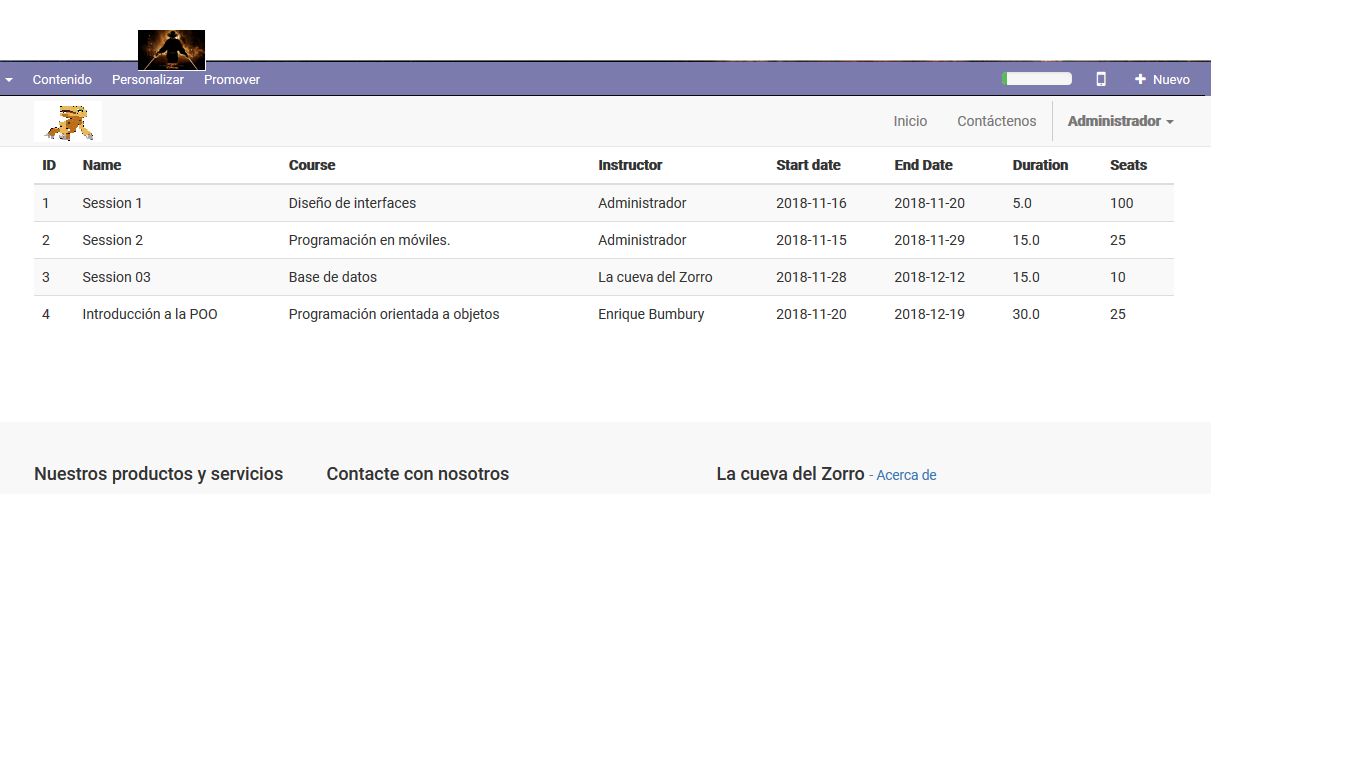 Contenido Personalizar Promover Nuevo
Inicio Contáctenos Administrador
ID Name Course Instructor Start date End Date Duration Seats
1 Session 1 Diseño de interfaces Administrador 2018-11-16 2018-11-20 5.0 100
2 Session 2 Programación en móviles. Administrador 2018-11-15 2018-11-29 15.0 25
3 Session 03 Base de datos La cueva del Zorro 2018-11-28 2018-12-12 15.0 10
4 Introducción a la POO Programación orientada a objetos Enrique Bumbury 2018-11-20 2018-12-19 30.0 25
Nuestros productos y servicios Contacte con nosotros La cueva del Zorro - Acerca de